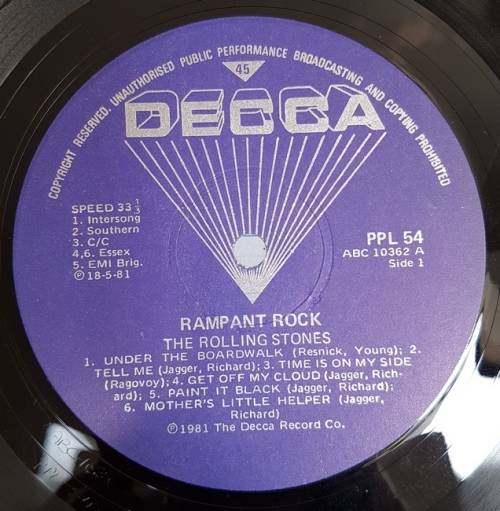 COPYRIGHT RESERVED. UNAUTHORISED PUBLIC PERFORMANCE BROADCASTING AND COPYING PROHIBITED
45
DECCA
SPEED 33 1/3
1. Intersong
2. Southern
3. C/C
4,6. Essex
5. EMI Brig.
℗18-5-81
PPL 54
ABC 10362 A
Side 1
RAMPANT ROCK
THE ROLLING STONES
1. UNDER THE BOARDWALK (Resnick, Young); 2.
TELL ME (Jagger, Richard); 3. TIME IS ON MY SIDE
(Ragovoy); 4. GET OFF MY CLOUD (Jagger, Rich-
ard); 5. PAINT IT BLACK (Jagger, Richard);
6. MOTHER'S LITTLE HELPER (Jagger,
Richard)
℗1981 The Decca Record Co.